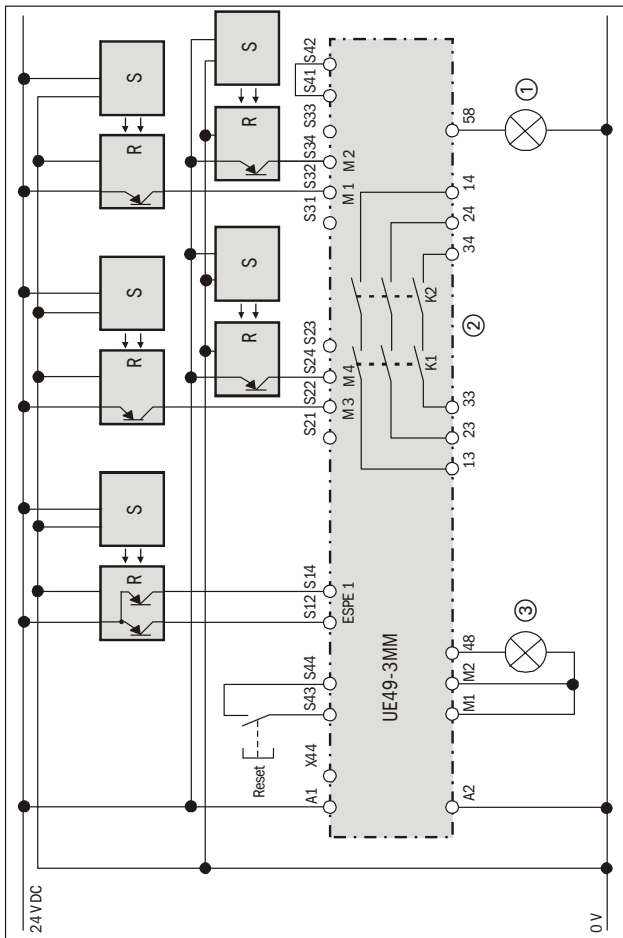 24 V DC
R S R S R S
R S R S
Reset
A1 X44 S43 S44 S12 S14 S21 S22 S24 S23 S31 S32 S34 S33 S41 S42
ESPE 1 M 3 M 4 M 1 M 2
UE49-3MM
K1 K2
A2 M1 M2 48 13 23 33 34 24 14 58
③ ② ①
0 V